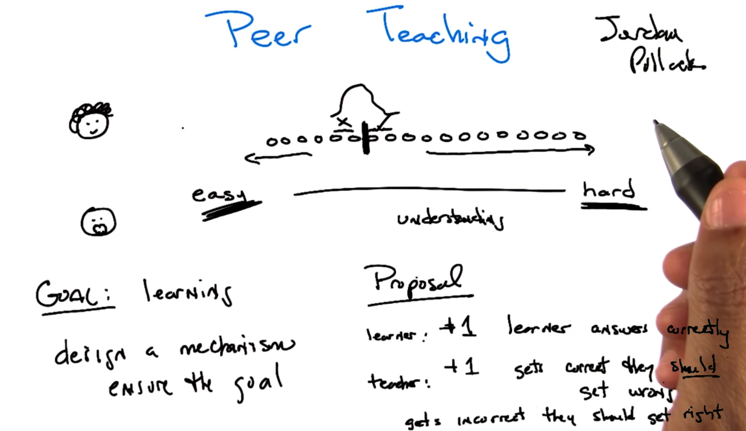 Peer Teaching
Jordan
Pollack
easy
hard
understanding
GOAL: learning
design a mechanism
ensure the goal
Proposal
learner: +1 learner answers correctly
teacher: +1 gets correct they should
get wrong
gets incorrect they should get right